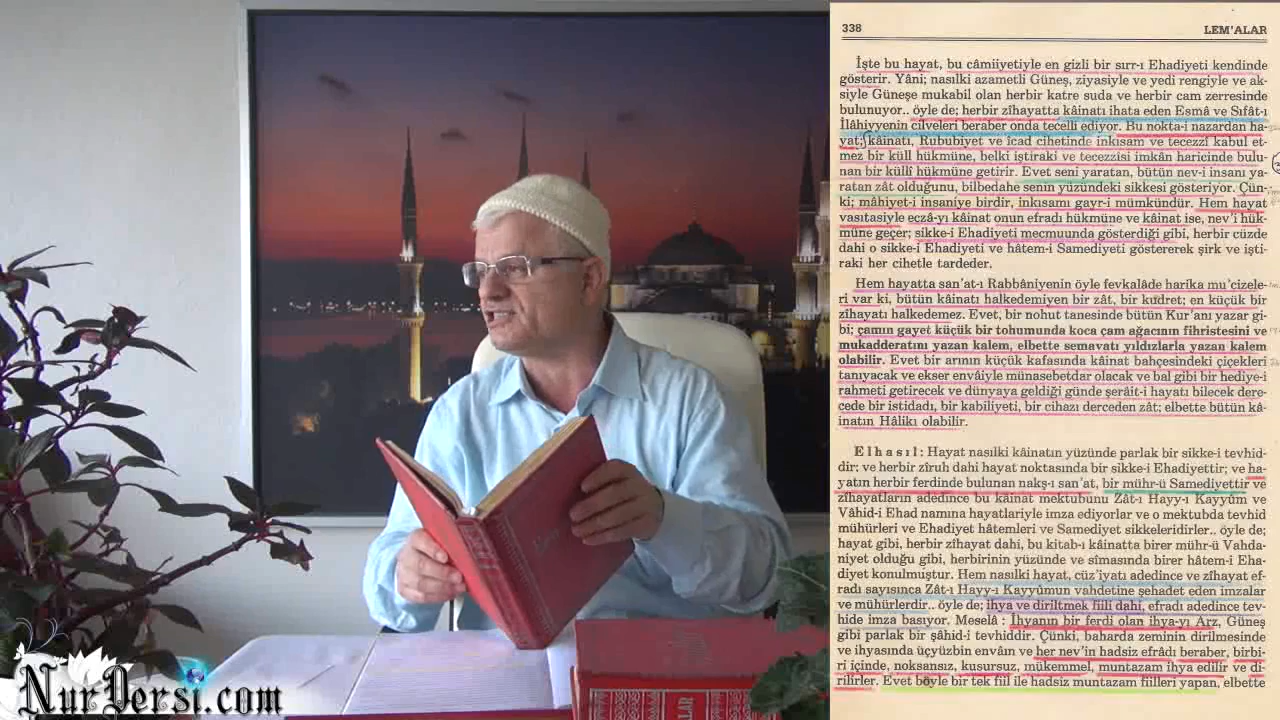 338
LEM'ALAR
İşte bu hayat, bu câmiiyetiyle en gizli bir sırr-ı Ehadiyeti kendinde
gösterir. Yâni; nasılki azametli Güneş, ziyasiyle ve yedi rengiyle ve ak-
siyle Güneşe mukabil olan herbir katre suda ve herbir cam zerresinde
bulunuyor.. öyle de; herbir zîhayatta kâinatı ihata eden Esmâ ve Sıfât-ı
İlâhiyyenin cilveleri beraber onda tecelli ediyor. Bu nokta-i nazardan ha-
yat, kâinatı, Rububiyet ve icad cihetinde inkısam ve tecezzî kabul et-
mez bir küll hükmüne, belki iştiraki ve tecezzisi imkân haricinde bulu-
nan bir küllî hükmüne getirir. Evet seni yaratan, bütün nev-i insanı ya-
ratan zât olduğunu, bilbedahe senin yüzündeki sikkesi gösteriyor. Çün-
ki; mâhiyet-i insaniye birdir, inkısamı gayr-i mümkündür. Hem hayat
vasıtasiyle eczâ-yı kâinat onun efradı hükmüne ve kâinat ise, nev'i hük-
müne geçer; sikke-i Ehadiyeti mecmuunda gösterdiği gibi, herbir cüzde
dahi o sikke-i Ehadiyeti ve hâtem-i Samediyeti göstererek şirk ve işti-
raki her cihetle tardeder.
Hem hayatta san'at-ı Rabbâniyenin öyle fevkalâde harika mu'cizele-
ri var ki, bütün kâinatı halkedemiyen bir zât, bir kudret; en küçük bir
zîhayatı halkedemez. Evet, bir nohut tanesinde bütün Kur'anı yazar gi-
bi; çamın gayet küçük bir tohumunda koca çam ağacının fihristesini ve
mukadderatını yazan kalem, elbette semavatı yıldızlarla yazan kalem
olabilir. Evet bir arının küçük kafasında kâinat bahçesindeki çiçekleri
tanıyacak ve ekser envâiyle münasebetdar olacak ve bal gibi bir hediye-i
rahmeti getirecek ve dünyaya geldiği günde şerâit-i hayatı bilecek dere-
cede bir istidadı, bir kabiliyeti, bir cihazı derceden zât; elbette bütün kâ-
inatın Hâlikı olabilir.
Elhasıl: Hayat nasılki kâinatın yüzünde parlak bir sikke-i tevhid-
dir; ve herbir zîruh dahi hayat noktasında bir sikke-i Ehadiyettir; ve ha-
yatın herbir ferdinde bulunan nakş-ı san'at, bir mühr-ü Samediyettir ve
zîhayatların adedince bu kâinat mektubunu Zât-ı Hayy-ı Kayyûm ve
Vâhid-i Ehad namına hayatlariyle imza ediyorlar ve o mektubda tevhid
mühürleri ve Ehadiyet hâtemleri ve Samediyet sikkeleridirler.. öyle de;
hayat gibi, herbir zîhayat dahi, bu kitab-ı kâinatta birer mühr-ü Vahda-
niyet olduğu gibi, herbirinin yüzünde ve sîmasında birer hâtem-i Eha-
diyet konulmuştur. Hem nasılki hayat, cüz'iyatı adedince ve zîhayat ef-
radı sayısınca Zât-ı Hayy-ı Kayyûmun vahdetine şehadet eden imzalar
ve mühürlerdir.. öyle de; ihya ve diriltmek fiili dahi, efradı adedince tev-
hide imza basıyor. Meselâ : İhyanın bir ferdi olan ihya-yı Arz, Güneş
gibi parlak bir şâhid-i tevhiddir. Çünki, baharda zeminin dirilmesinde
ve ihyasında üçyüzbin envâın ve her nev'in hadsiz efrâdı beraber, birbi-
ri içinde, noksansız, kusursuz, mükemmel, muntazam ihya edilir ve di-
rilirler. Evet böyle bir tek fiil ile hadsiz muntazam fiilleri yapan, elbette
NurDersi.com